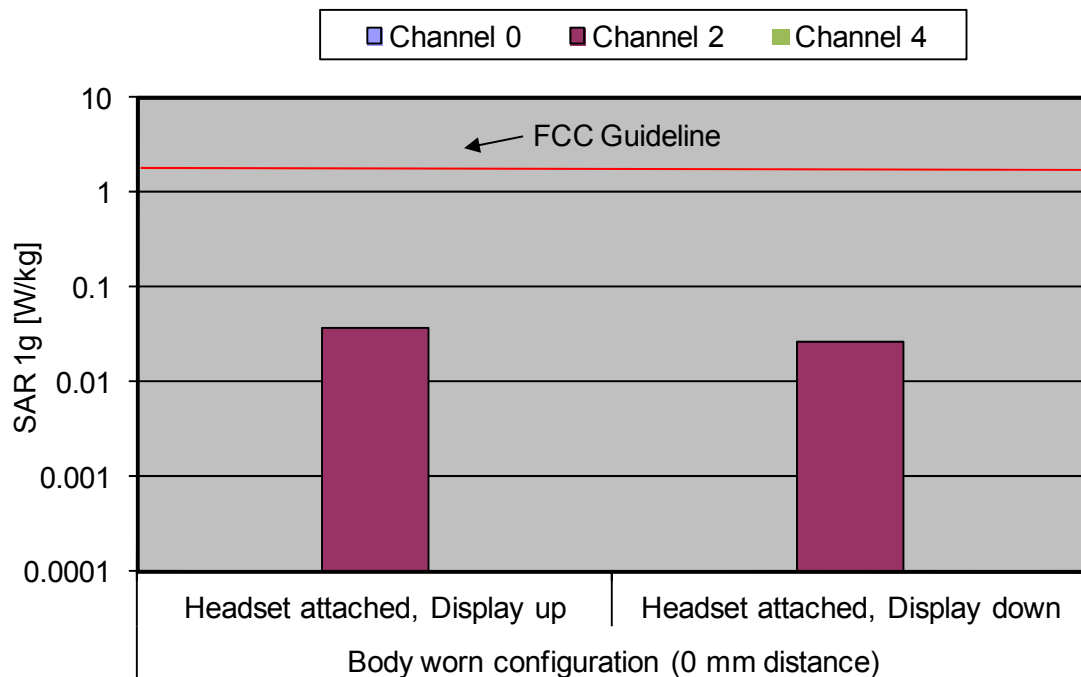 Channel 0 Channel 2 Channel 4
10
FCC Guideline
1
0.1
0.01
0.001
0.0001
SAR 1g [W/kg]
Headset attached, Display up
Headset attached, Display down
Body worn configuration (0 mm distance)